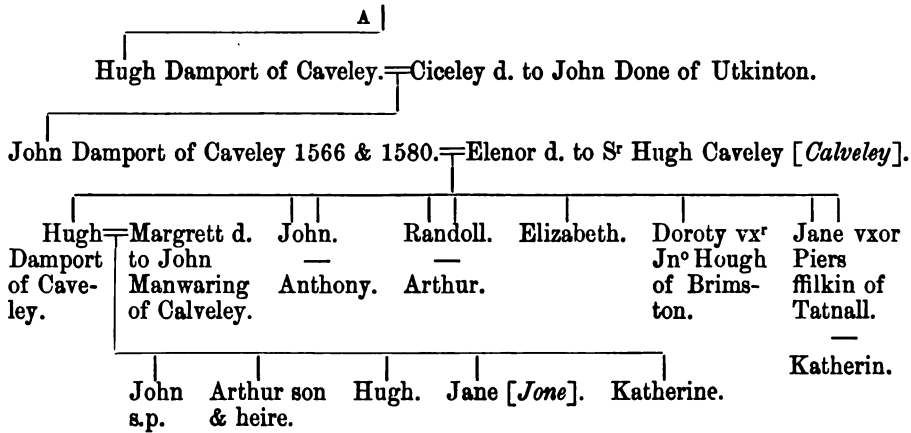 A
Hugh Damport of Caveley.=Ciceley d. to John Done of Utkinton.
John Damport of Caveley 1566 & 1580.=Elenor d. to Sʳ Hugh Caveley [Calveley].
Hugh=Margrett d. to John Manwaring of Calveley.
Damport
of Cave-
ley.
John.
—
Anthony.
Randoll.
—
Arthur.
Elizabeth.
Doroty vxʳ
Jnᵒ Hough
of Brims-
ton.
Jane vxor
Piers
ffilkin of
Tatnall.
—
Katherin.
John
s.p.
Arthur son
& heire.
Hugh.
Jane [Jone].
Katherine.